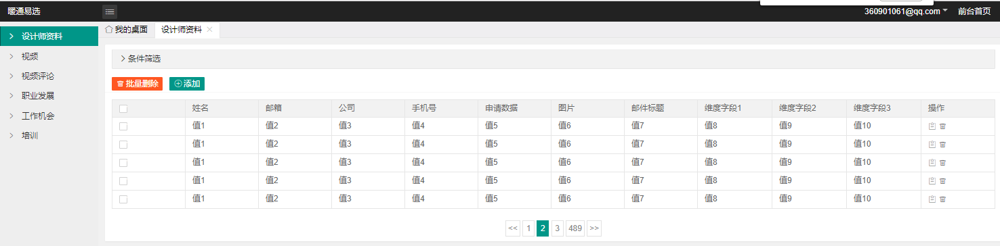 暖通易选
360901061@qq.com 前台首页
设计师资料
视频
视频评论
职业发展
工作机会
培训
我的桌面 设计师资料
条件筛选
批量删除 添加
姓名 邮箱 公司 手机号 申请数据 图片 邮件标题 维度字段1 维度字段2 维度字段3 操作
值1 值2 值3 值4 值5 值6 值7 值8 值9 值10
值1 值2 值3 值4 值5 值6 值7 值8 值9 值10
值1 值2 值3 值4 值5 值6 值7 值8 值9 值10
值1 值2 值3 值4 值5 值6 值7 值8 值9 值10
值1 值2 值3 值4 值5 值6 值7 值8 值9 值10
<< 1 2 3 489 >>